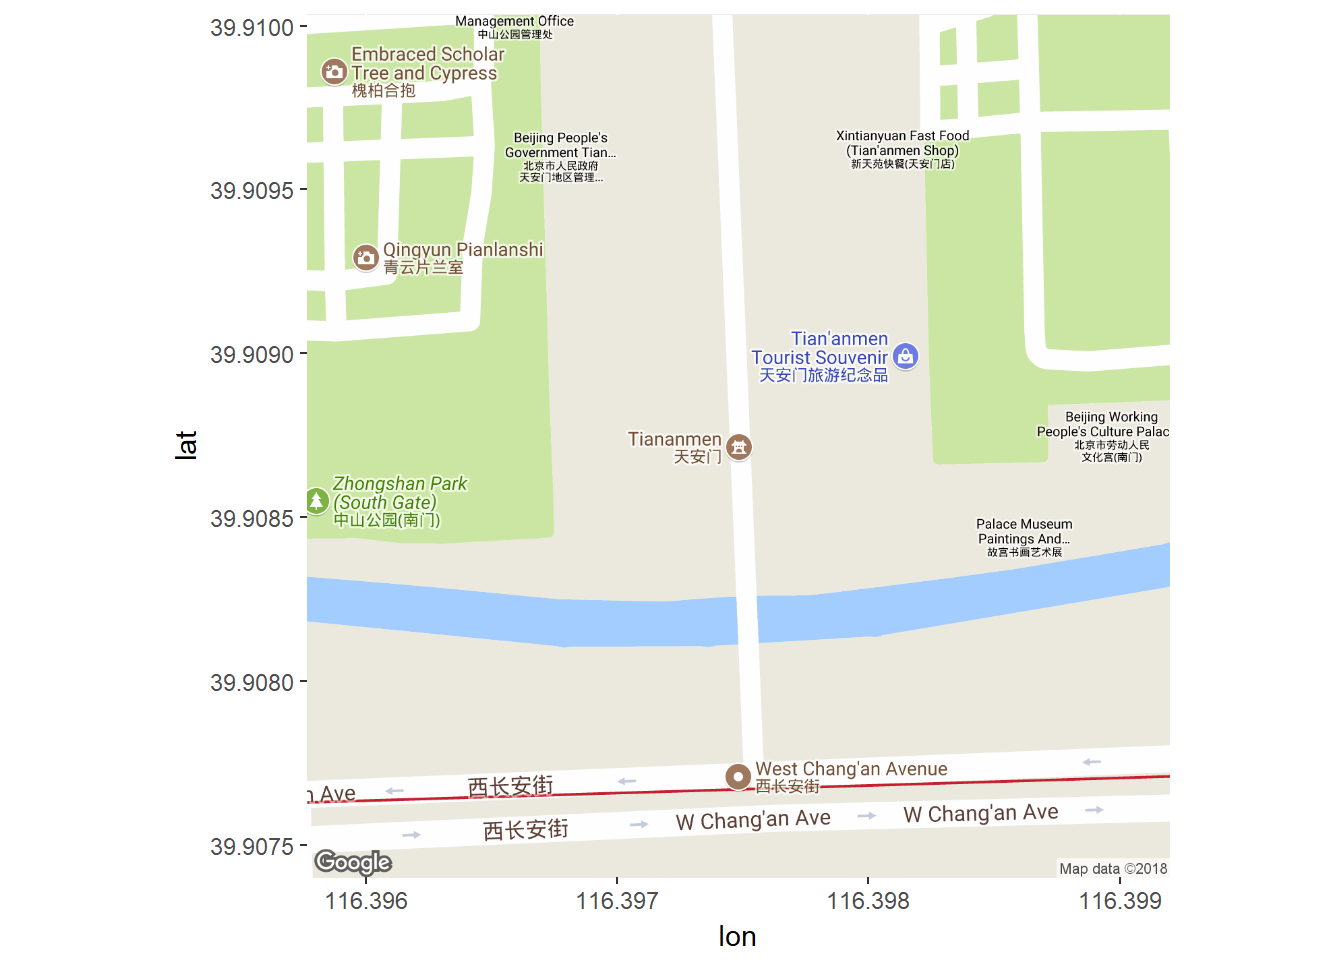 39.9100
39.9095
39.9090
39.9085
39.9080
39.9075
lat
Management Office
中山公园管理处
Embraced Scholar
Tree and Cypress
槐柏合抱
Beijing People's
Government Tian...
北京市人民政府
天安门地区管理...
Xintianyuan Fast Food
(Tian'anmen Shop)
新天苑快餐(天安门店)
Qingyun Pianlanshi
青云片兰室
Tian'anmen
Tourist Souvenir
天安门旅游纪念品
Tiananmen
天安门
Beijing Working
People's Culture Palac
北京市劳动人民
文化宫(南门)
Zhongshan Park
(South Gate)
中山公园(南门)
Palace Museum
Paintings And...
故宫书画艺术展
West Chang'an Avenue
西长安街
n Ave
西长安街
西长安街
W Chang'an Ave
W Chang'an Ave
Google
Map data ©2018
116.396
116.397
116.398
116.399
lon